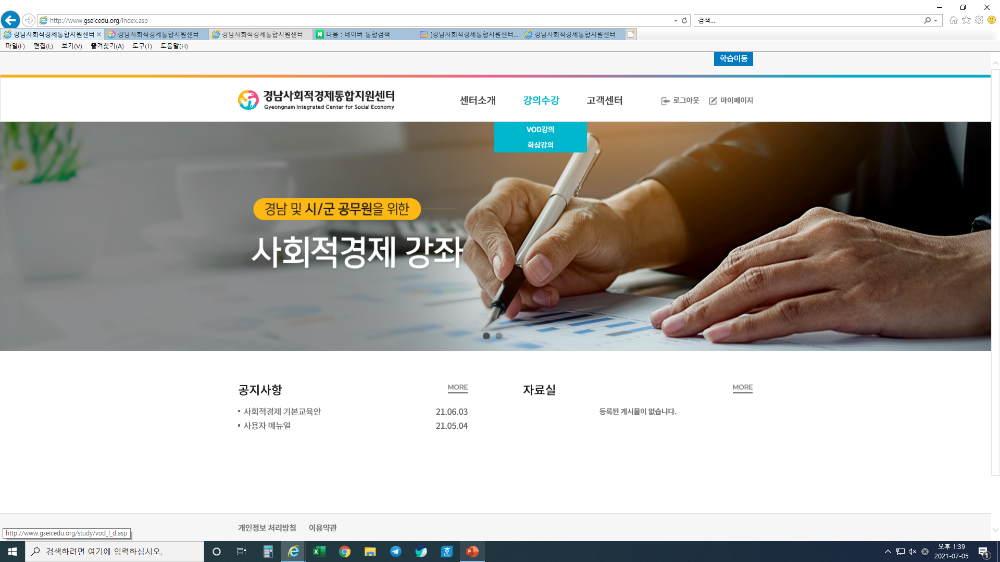 http://www.gseicedu.org/index.asp
검색...
경남사회적경제통합지원센터
경남사회적경제통합지원센터
경남사회적경제통합지원센터
다음 : 네이버 통합검색
[경남사회적경제통합지원센터...
경남사회적경제통합지원센터
파일(F) 편집(E) 보기(V) 즐겨찾기(A) 도구(T) 도움말(H)
학습이동
경남사회적경제통합지원센터
Gyeongnam Integrated Center for Social Economy
센터소개 강의수강 고객센터 로그아웃 마이페이지
VOD강의
화상강의
경남 및 시/군 공무원을 위한
사회적경제 강좌
공지사항 MORE
사회적경제 기본교육안 21.06.03
사용자 메뉴얼 21.05.04
자료실 MORE
등록된 게시물이 없습니다.
개인정보 처리방침 이용약관
http://www.gseicedu.org/study/vod_l_d.asp
검색하려면 여기에 입력하십시오.
오후 1:39
2021-07-05
1